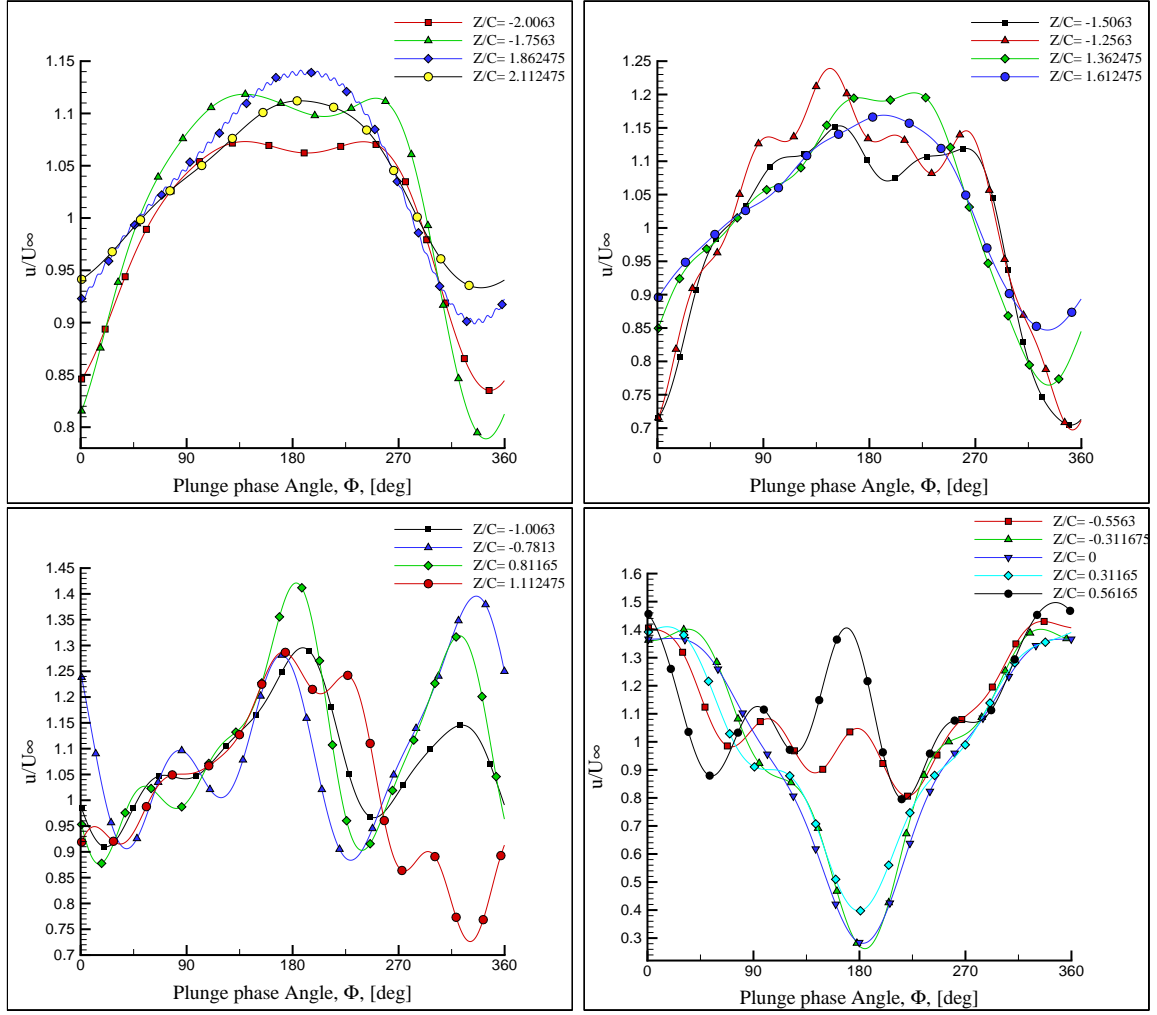 Z/C= -2.0063
Z/C= -1.7563
Z/C= 1.862475
Z/C= 2.112475
1.15
1.1
1.05
1
0.95
0.9
0.85
0.8
u/U∞
0 90 180 270 360
Plunge phase Angle, Φ, [deg]
Z/C= -1.5063
Z/C= -1.2563
Z/C= 1.362475
Z/C= 1.612475
1.25
1.2
1.15
1.1
1.05
1
0.95
0.9
0.85
0.8
0.75
0.7
u/U∞
0 90 180 270 360
Plunge phase Angle, Φ, [deg]
Z/C= -1.0063
Z/C= -0.7813
Z/C= 0.81165
Z/C= 1.112475
1.45
1.4
1.35
1.3
1.25
1.2
1.15
1.1
1.05
1
0.95
0.9
0.85
0.8
0.75
0.7
u/U∞
0 90 180 270 360
Plunge phase Angle, Φ, [deg]
Z/C= -0.5563
Z/C= -0.311675
Z/C= 0
Z/C= 0.31165
Z/C= 0.56165
1.6
1.5
1.4
1.3
1.2
1.1
1
0.9
0.8
0.7
0.6
0.5
0.4
0.3
u/U∞
0 90 180 270 360
Plunge phase Angle, Φ, [deg]